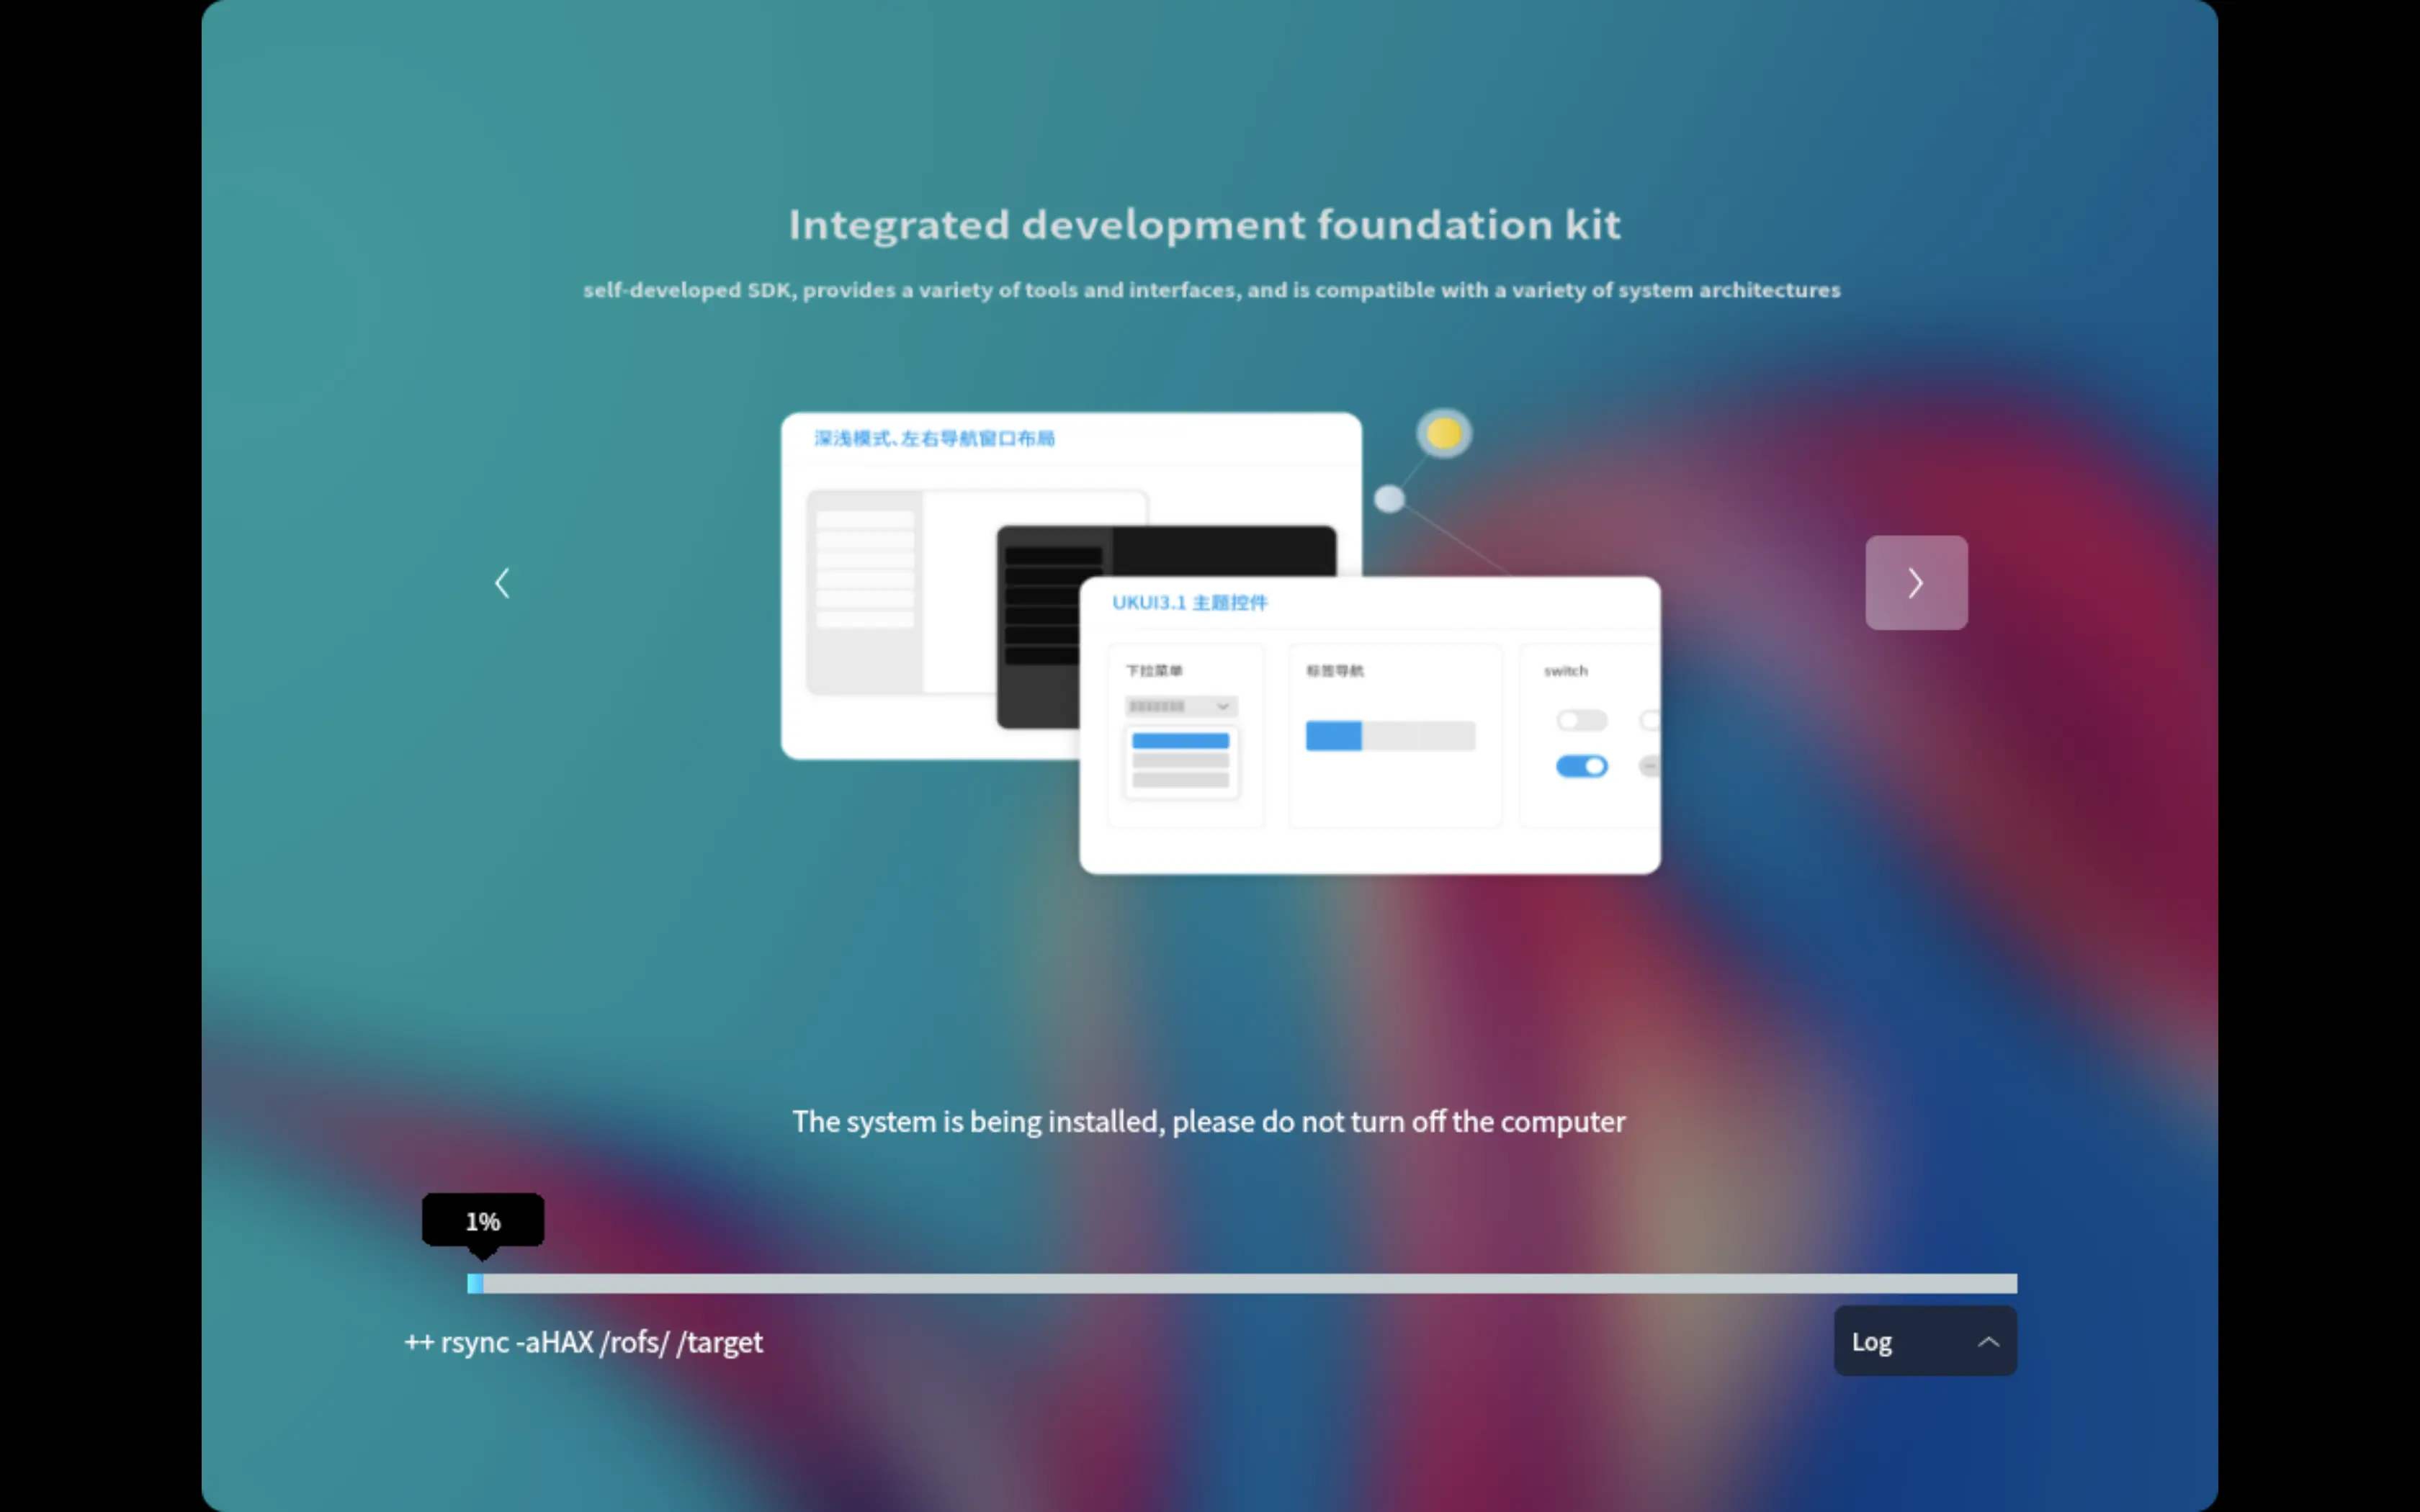 Integrated development foundation kit
self-developed SDK, provides a variety of tools and interfaces, and is compatible with a variety of system architectures
深浅模式、左右导航窗口布局
UKUI3.1 主题控件
下拉菜单
标签导航
switch
The system is being installed, please do not turn off the computer
1%
++ rsync -aHAX /rofs/ /target
Log